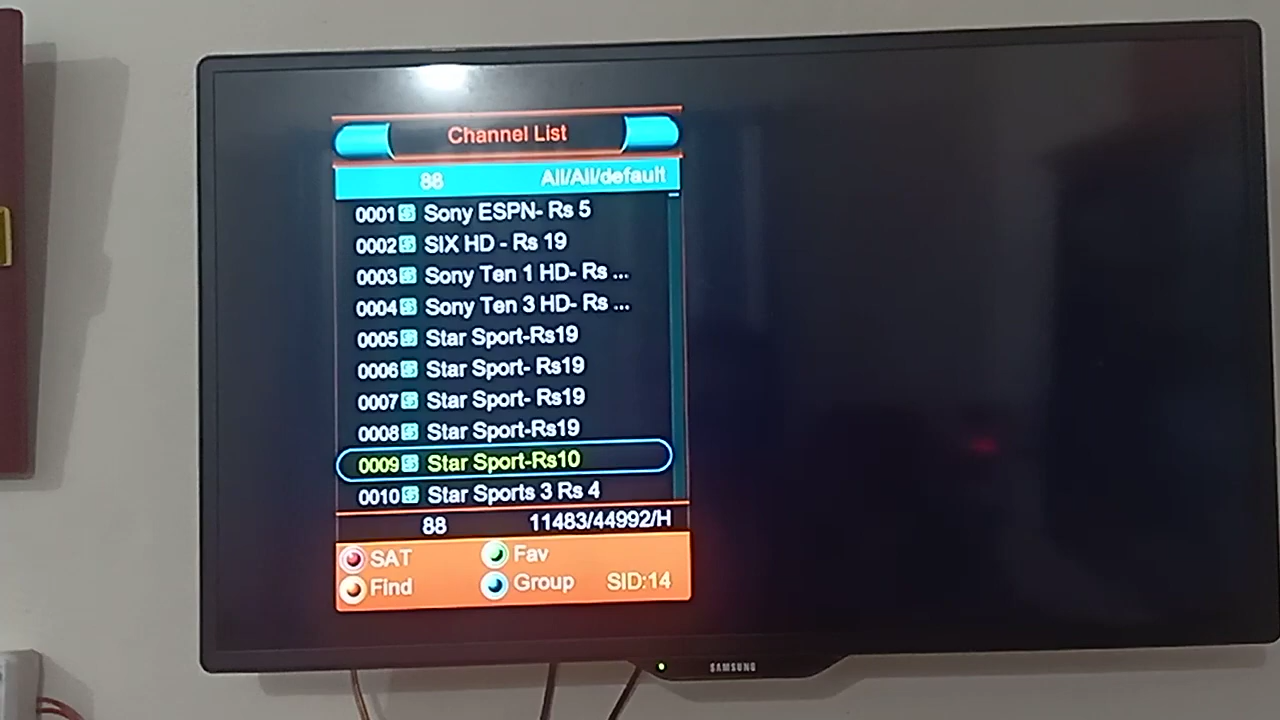 Channel List
88 All/All/default
0001 Sony ESPN- Rs 5
0002 SIX HD - Rs 19
0003 Sony Ten 1 HD- Rs ...
0004 Sony Ten 3 HD- Rs ...
0005 Star Sport-Rs19
0006 Star Sport- Rs19
0007 Star Sport- Rs19
0008 Star Sport-Rs19
0009 Star Sport-Rs10
0010 Star Sports 3 Rs 4
88 11483/44992/H
SAT Fav
Find Group SID:14
SAMSUNG